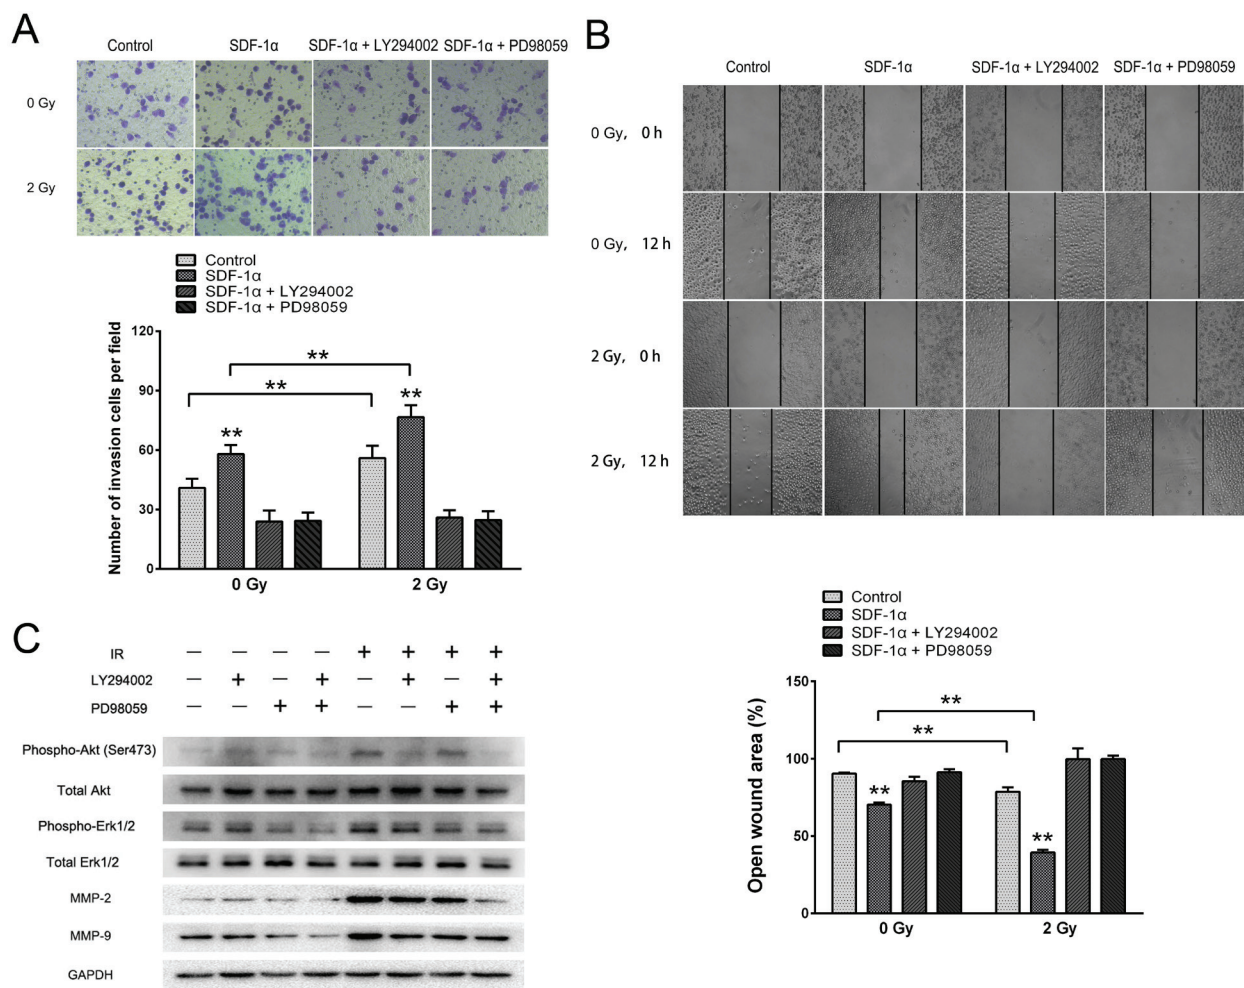 A
Control SDF-1α SDF-1α + LY294002 SDF-1α + PD98059
0 Gy
2 Gy
Control
SDF-1α
SDF-1α + LY294002
SDF-1α + PD98059
Number of invasion cells per field
120
90
60
30
0
**
**
**
**
0 Gy 2 Gy
B
Control SDF-1α SDF-1α + LY294002 SDF-1α + PD98059
0 Gy, 0 h
0 Gy, 12 h
2 Gy, 0 h
2 Gy, 12 h
Control
SDF-1α
SDF-1α + LY294002
SDF-1α + PD98059
Open wound area (%)
150
100
50
0
**
**
**
**
0 Gy 2 Gy
C
IR — — — — + + + +
LY294002 — + — + — + — +
PD98059 — — + + — — + +
Phospho-Akt (Ser473)
Total Akt
Phospho-Erk1/2
Total Erk1/2
MMP-2
MMP-9
GAPDH